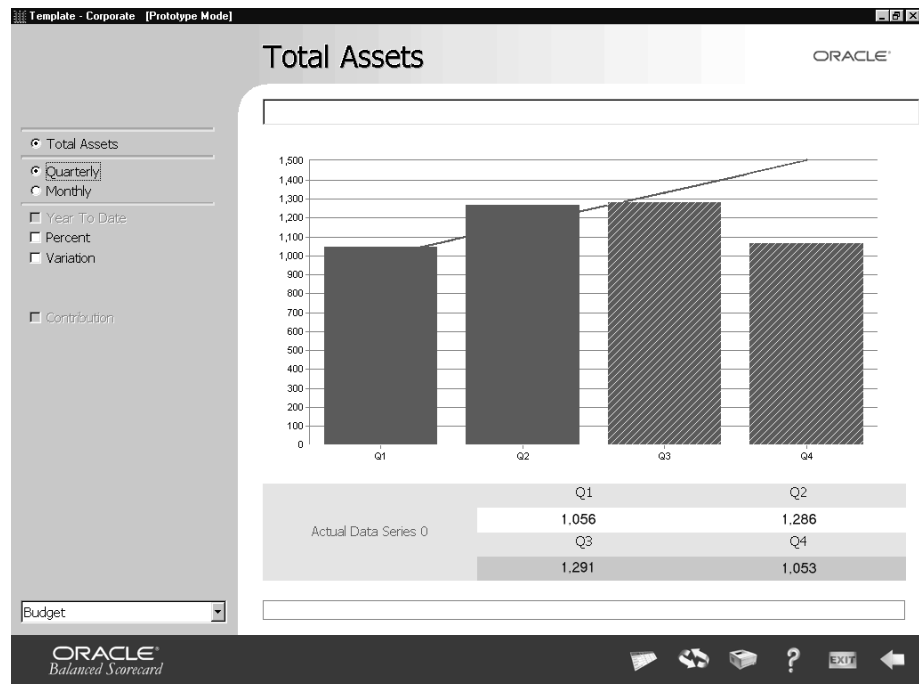 Template - Corporate [Prototype Mode]
Total Assets
ORACLE®
Total Assets
Quarterly
Monthly
Year To Date
Percent
Variation
Contribution
1,500
1,400
1,300
1,200
1,100
1,000
900
800
700
600
500
400
300
200
100
0
Q1 Q2 Q3 Q4
Q1 Q2
Actual Data Series 0
1,056 1,286
Q3 Q4
1,291 1,053
Budget
ORACLE®
Balanced Scorecard
?
EXIT